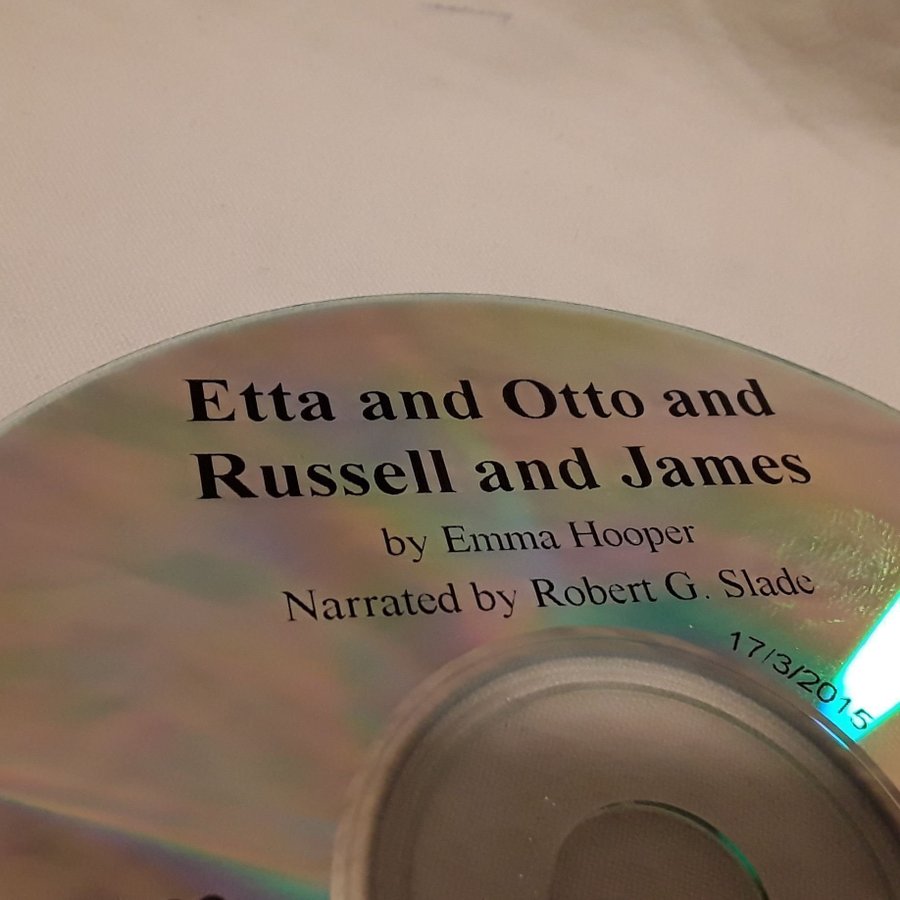 Etta and Otto and
Russell and James
by Emma Hooper
Narrated by Robert G. Slade
17/3/2015